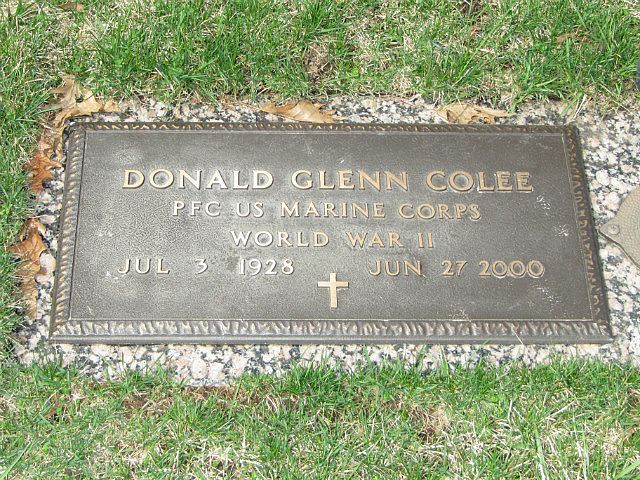 DONALD GLENN COLEE
PFC US MARINE CORPS
WORLD WAR II
JUL 3 1928 JUN 27 2000